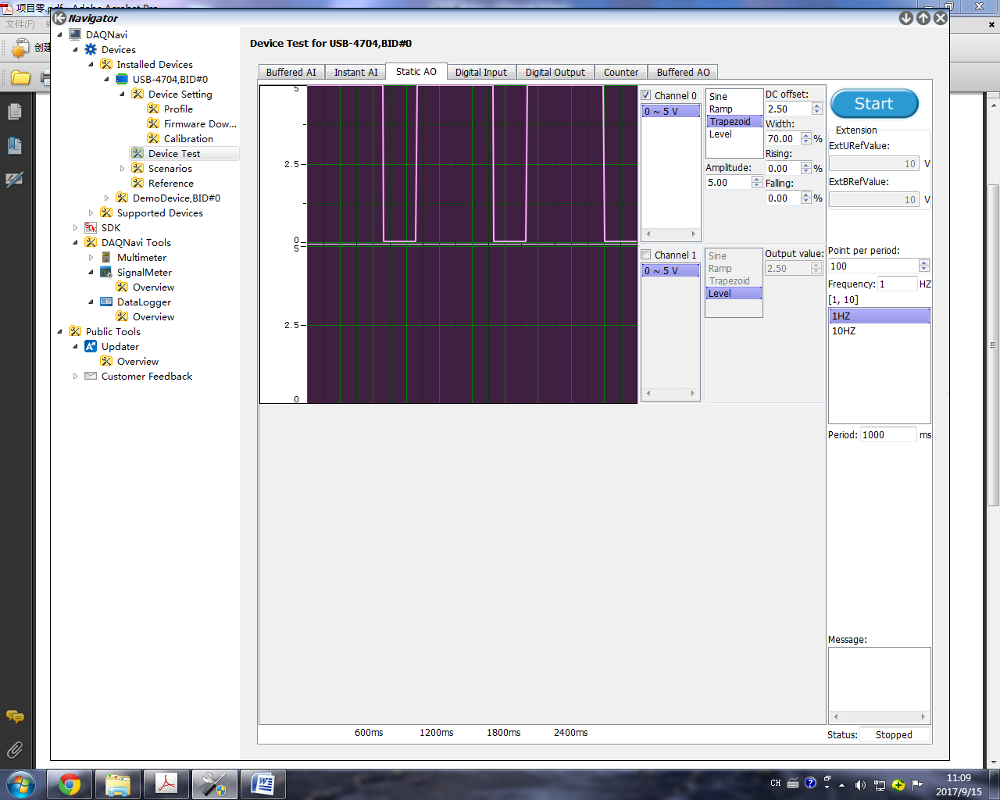 项目零.pdf - Adobe Acrobat Pro
文件(F)
创建
Navigator
DAQNavi
Devices
Installed Devices
USB-4704,BID#0
Device Setting
Profile
Firmware Dow...
Calibration
Device Test
Scenarios
Reference
DemoDevice,BID#0
Supported Devices
SDK
DAQNavi Tools
Multimeter
SignalMeter
Overview
DataLogger
Overview
Public Tools
Updater
Overview
Customer Feedback
Device Test for USB-4704,BID#0
Buffered AI
Instant AI
Static AO
Digital Input
Digital Output
Counter
Buffered AO
5
2.5
0
5
2.5
0
600ms 1200ms 1800ms 2400ms
Channel 0
0 ~ 5 V
Sine
Ramp
Trapezoid
Level
Amplitude:
5.00
DC offset:
2.50
Width:
70.00 %
Rising:
0.00 %
Falling:
0.00 %
Channel 1
0 ~ 5 V
Sine
Ramp
Trapezoid
Level
Output value:
2.50
Start
Extension
ExtURefValue:
10 V
ExtBRefValue:
10 V
Point per period:
100
Frequency: 1 HZ
[1, 10]
1HZ
10HZ
Period: 1000 ms
Message:
Status: Stopped
CH
11:09
2017/9/15